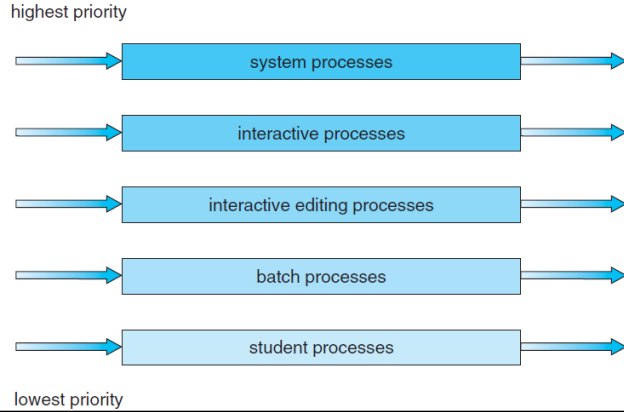 highest priority
system processes
interactive processes
interactive editing processes
batch processes
student processes
lowest priority